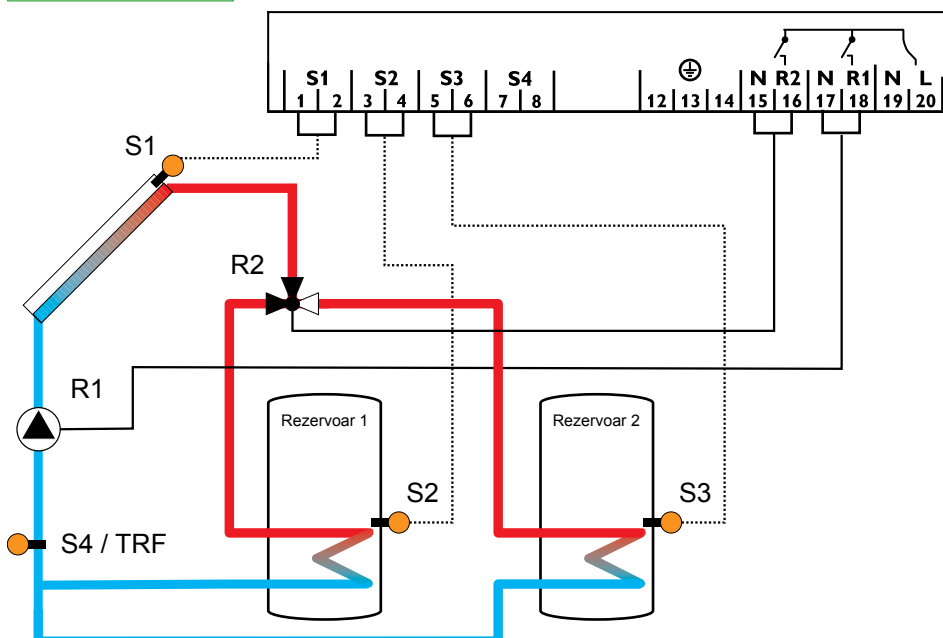 S1 S2 S3 S4 N R2 N R1 N L
1 2 3 4 5 6 7 8 12 13 14 15 16 17 18 19 20
S1
R2
R1
Rezervoar 1
Rezervoar 2
S2
S3
S4 / TRF